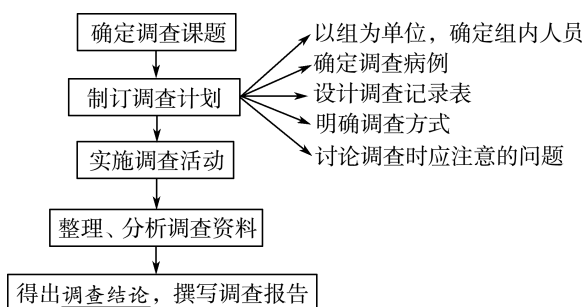 确定调查课题
制订调查计划
实施调查活动
整理、分析调查资料
得出调查结论，撰写调查报告
以组为单位，确定组内人员
确定调查病例
设计调查记录表
明确调查方式
讨论调查时应注意的问题